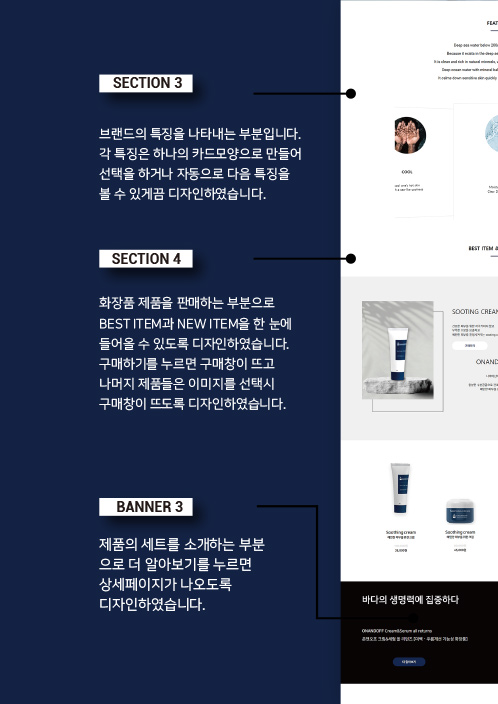 SECTION 3
브랜드의 특징을 나타내는 부분입니다.
각 특징은 하나의 카드모양으로 만들어
선택을 하거나 자동으로 다음 특징을
볼 수 있게끔 디자인하였습니다.
SECTION 4
화장품 제품을 판매하는 부분으로
BEST ITEM과 NEW ITEM을 한 눈에
들어올 수 있도록 디자인하였습니다.
구매하기를 누르면 구매창이 뜨고
나머지 제품들은 이미지를 선택시
구매창이 뜨도록 디자인하였습니다.
BANNER 3
제품의 세트를 소개하는 부분
으로 더 알아보기를 누르면
상세페이지가 나오도록
디자인하였습니다.
FEAT
Deep sea water below 200
Because it exists in the deep se
It is clean and rich in natural minerals, a
Deep ocean water with mineral bal
It calms down sensitive skin quickly
COOL
BEST ITEM &
SOOTING CREAM
ONAND
Soothing cream
Soothing cream
바다의 생명력에 집중하다
ONANDOFF Cream&Serum all returns
더 알아보기